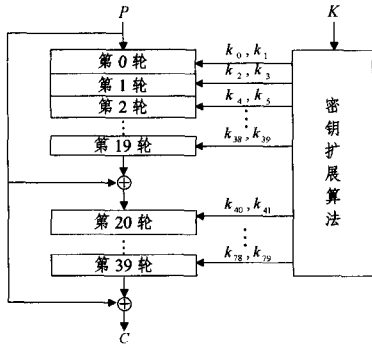 P K
第 0 轮 k0, k1
第 1 轮 k2, k3
第 2 轮 k4, k5
第 19 轮 k38, k39
第 20 轮 k40, k41
第 39 轮 k78, k79
密钥扩展算法
C